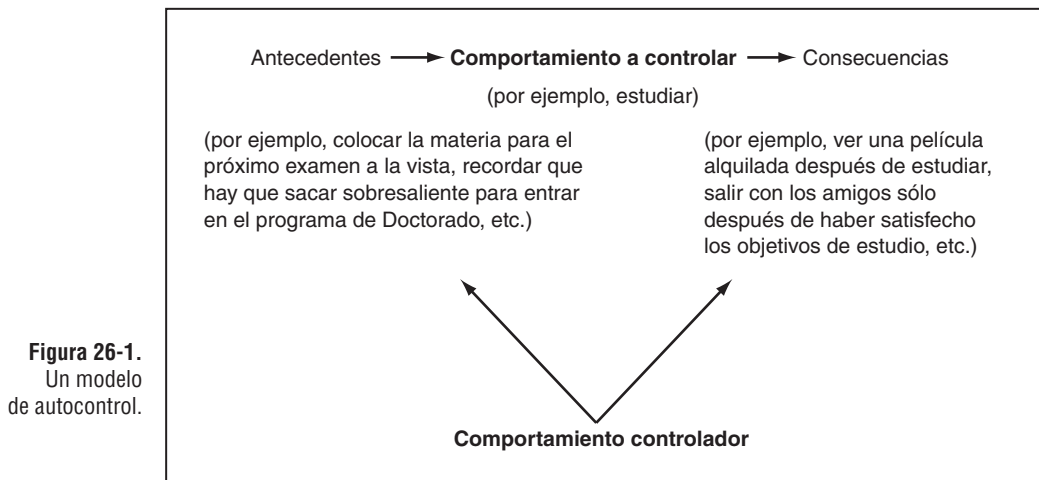 Antecedentes → Comportamiento a controlar → Consecuencias
(por ejemplo, estudiar)
(por ejemplo, colocar la materia para el
próximo examen a la vista, recordar que
hay que sacar sobresaliente para entrar
en el programa de Doctorado, etc.)
(por ejemplo, ver una película
alquilada después de estudiar,
salir con los amigos sólo
después de haber satisfecho
los objetivos de estudio, etc.)
Comportamiento controlador
Figura 26-1.
Un modelo
de autocontrol.